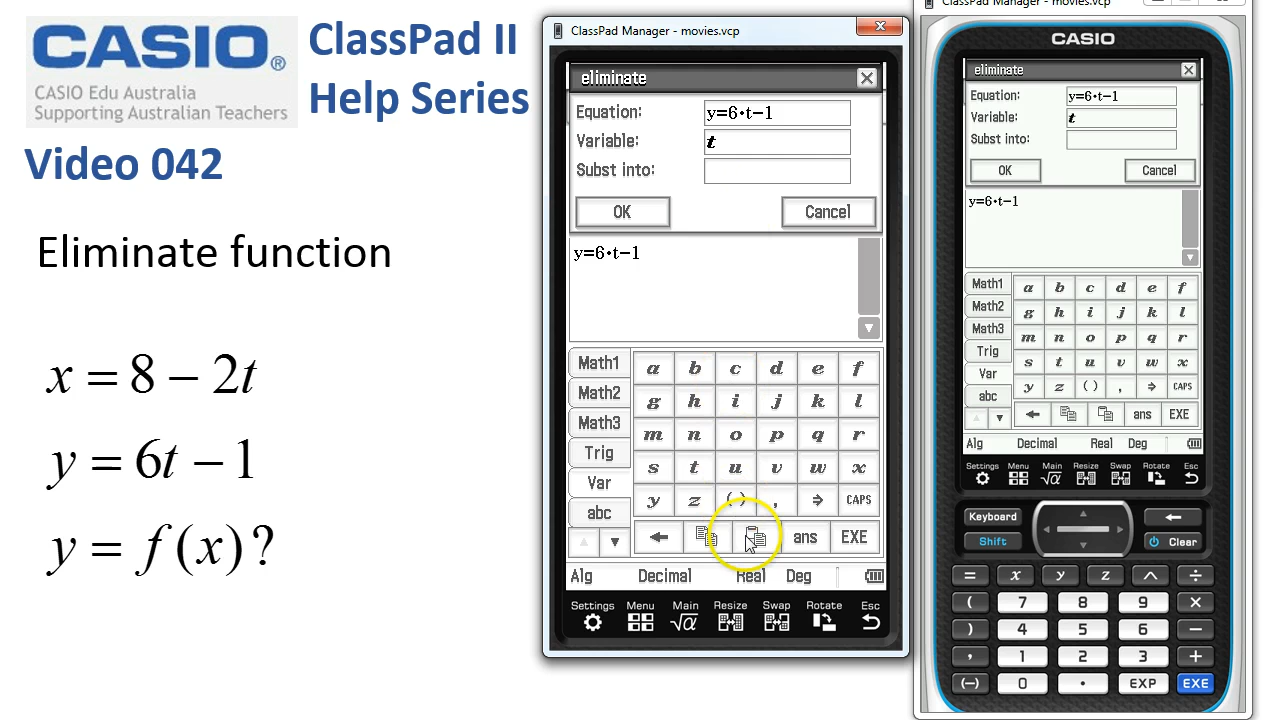 CASIO®
CASIO Edu Australia
Supporting Australian Teachers
ClassPad II
Help Series
Video 042
Eliminate function
x = 8 − 2t
y = 6t − 1
y = f(x)?
ClassPad Manager - movies.vcp
eliminate
Equation: y=6·t−1
Variable: t
Subst into:
OK Cancel
y=6·t−1
Math1 a b c d e f
Math2 g h i j k l
Math3 m n o p q r
Trig s t u v w x
Var y z ( ) , ⇒ CAPS
abc ← ans EXE
Alg Decimal Real Deg
Settings Menu Main Resize Swap Rotate Esc
√α
ClassPad Manager - movies.vcp
CASIO
eliminate
Equation: y=6·t−1
Variable: t
Subst into:
OK Cancel
y=6·t−1
Math1 a b c d e f
Math2 g h i j k l
Math3 m n o p q r
Trig s t u v w x
Var y z ( ) , ⇒ CAPS
abc ← ans EXE
Alg Decimal Real Deg
Settings Menu Main Resize Swap Rotate Esc
√α
Keyboard ←
Shift Clear
= x y z ^ ÷
( 7 8 9 ×
) 4 5 6 −
, 1 2 3 +
(−) 0 · EXP EXE